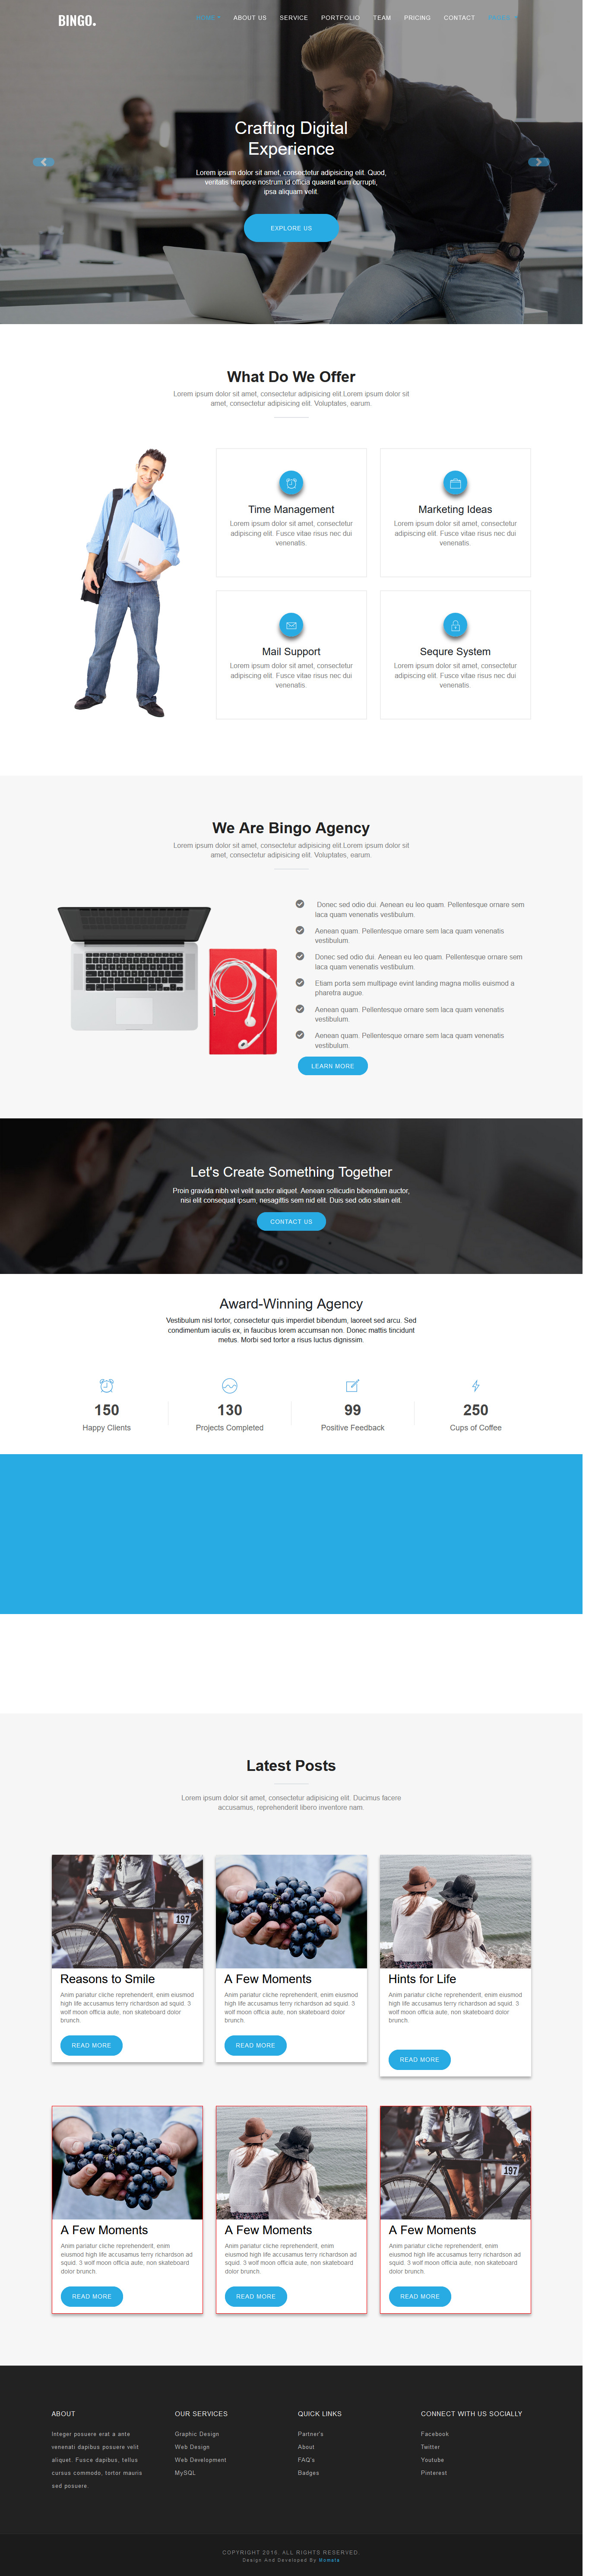 BINGO.
HOME
ABOUT US
SERVICE
PORTFOLIO
TEAM
PRICING
CONTACT
Crafting Digital
Experience
Lorem ipsum dolor sit amet, consectetur adipisicing elit. Quod,
veritatis tempore nostrum id officia quaerat eum corrupti,
ipsa aliquam velit.
EXPLORE US
What Do We Offer
Lorem ipsum dolor sit amet, consectetur adipisicing elit.Lorem ipsum dolor sit
amet, consectetur adipisicing elit. Voluptates, earum.
Time Management
Lorem ipsum dolor sit amet, consectetur
adipiscing elit. Fusce vitae risus nec dui
venenatis.
Marketing Ideas
Lorem ipsum dolor sit amet, consectetur
adipiscing elit. Fusce vitae risus nec dui
venenatis.
Mail Support
Lorem ipsum dolor sit amet, consectetur
adipiscing elit. Fusce vitae risus nec dui
venenatis.
Sequre System
Lorem ipsum dolor sit amet, consectetur
adipiscing elit. Fusce vitae risus nec dui
venenatis.
We Are Bingo Agency
Lorem ipsum dolor sit amet, consectetur adipisicing elit.Lorem ipsum dolor sit
amet, consectetur adipisicing elit. Voluptates, earum.
Donec sed odio dui. Aenean eu leo quam. Pellentesque ornare sem
laca quam venenatis vestibulum.
Aenean quam. Pellentesque ornare sem laca quam venenatis
vestibulum.
Donec sed odio dui. Aenean eu leo quam. Pellentesque ornare sem
laca quam venenatis vestibulum.
Etiam porta sem multipage evint landing magna mollis euismod a
pharetra augue.
Aenean quam. Pellentesque ornare sem laca quam venenatis
vestibulum.
Aenean quam. Pellentesque ornare sem laca quam venenatis
vestibulum.
LEARN MORE
Let's Create Something Together
Proin gravida nibh vel velit auctor aliquet. Aenean sollicudin bibendum auctor,
nisi elit consequat ipsum, nesagittis sem nid elit. Duis sed odio sitain elit.
CONTACT US
Award-Winning Agency
Vestibulum nisl tortor, consectetur quis imperdiet bibendum, laoreet sed arcu. Sed
condimentum iaculis ex, in faucibus lorem accumsan non. Donec mattis tincidunt
metus. Morbi sed tortor a risus luctus dignissim.
150
Happy Clients
130
Projects Completed
99
Positive Feedback
250
Cups of Coffee
Latest Posts
Lorem ipsum dolor sit amet, consectetur adipisicing elit. Ducimus facere
accusamus, reprehenderit libero inventore nam.
197
Reasons to Smile
Anim pariatur cliche reprehenderit, enim eiusmod
high life accusamus terry richardson ad squid. 3
wolf moon officia aute, non skateboard dolor
brunch.
READ MORE
A Few Moments
Anim pariatur cliche reprehenderit, enim eiusmod
high life accusamus terry richardson ad squid. 3
wolf moon officia aute, non skateboard dolor
brunch.
READ MORE
Hints for Life
Anim pariatur cliche reprehenderit, enim eiusmod
high life accusamus terry richardson ad squid. 3
wolf moon officia aute, non skateboard dolor
brunch.
READ MORE
A Few Moments
Anim pariatur cliche reprehenderit, enim
eiusmod high life accusamus terry richardson ad
squid. 3 wolf moon officia aute, non skateboard
dolor brunch.
READ MORE
A Few Moments
Anim pariatur cliche reprehenderit, enim
eiusmod high life accusamus terry richardson ad
squid. 3 wolf moon officia aute, non skateboard
dolor brunch.
READ MORE
197
A Few Moments
Anim pariatur cliche reprehenderit, enim
eiusmod high life accusamus terry richardson ad
squid. 3 wolf moon officia aute, non skateboard
dolor brunch.
READ MORE
ABOUT
Integer posuere erat a ante
venenati dapibus posuere velit
aliquet. Fusce dapibus, tellus
cursus commodo, tortor mauris
sed posuere.
OUR SERVICES
Graphic Design
Web Design
Web Development
MySQL
QUICK LINKS
Partner's
About
FAQ's
Badges
CONNECT WITH US SOCIALLY
Facebook
Twitter
Youtube
Pinterest
COPYRIGHT 2015. ALL RIGHTS RESERVED.
Design And Developed By